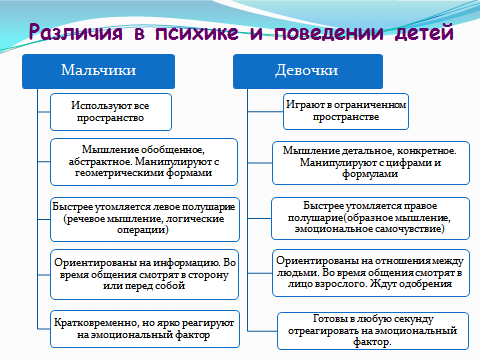 Различия в психике и поведении детей
Мальчики
Используют все
пространство
Мышление обобщенное,
абстрактное. Манипулируют с
геометрическими формами
Быстрее утомляется левое полушарие
(речевое мышление, логические
операции)
Ориентированы на информацию. Во
время общения смотрят в сторону
или перед собой
Кратковременно, но ярко реагируют
на эмоциональный фактор
Девочки
Играют в ограниченном
пространстве
Мышление детальное, конкретное.
Манипулируют с цифрами и
формулами
Быстрее утомляется правое
полушарие(образное мышление,
эмоциональное самочувствие)
Ориентированы на отношения между
людьми. Во время общения смотрят в
лицо взрослого. Ждут одобрения
Готовы в любую секунду
отреагировать на эмоциональный
фактор.